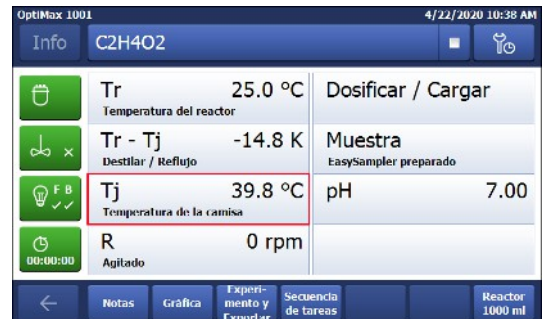 OptiMax 1001
4/22/2020 10:38 AM
Info
C2H4O2
Tr
25.0 °C
Temperatura del reactor
Dosificar / Cargar
Tr - Tj
-14.8 K
Destilar / Reflujo
Muestra
EasySampler preparado
F B
Tj
39.8 °C
Temperatura de la camisa
pH
7.00
00:00:00
R
0 rpm
Agitado
Notas
Gráfica
Experi-
mento y
Exportar
Secuencia
de tareas
Reactor
1000 ml